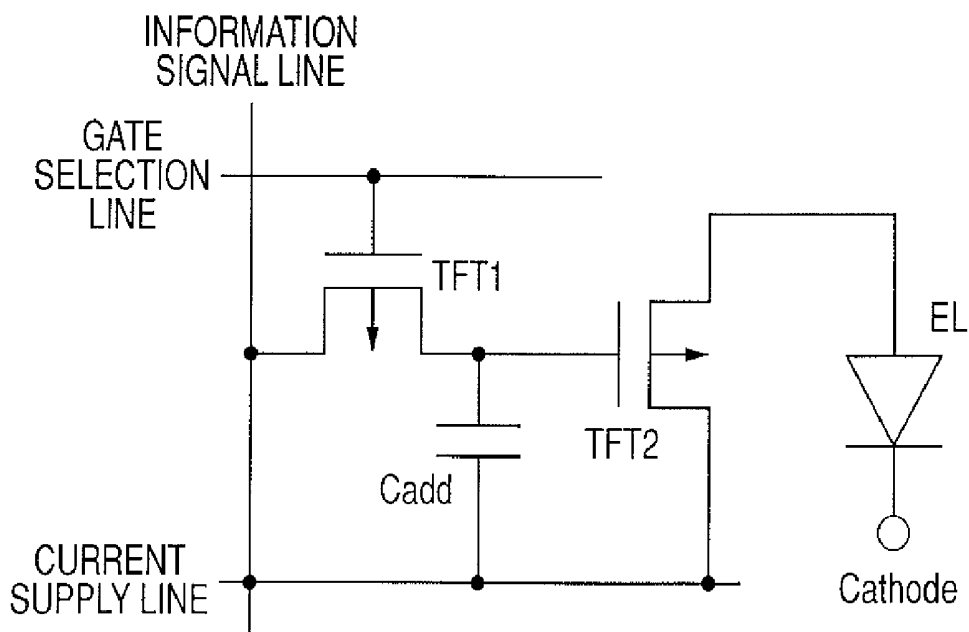 INFORMATION
SIGNAL LINE
GATE
SELECTION
LINE
TFT1
EL
TFT2
Cadd
CURRENT
SUPPLY LINE
Cathode